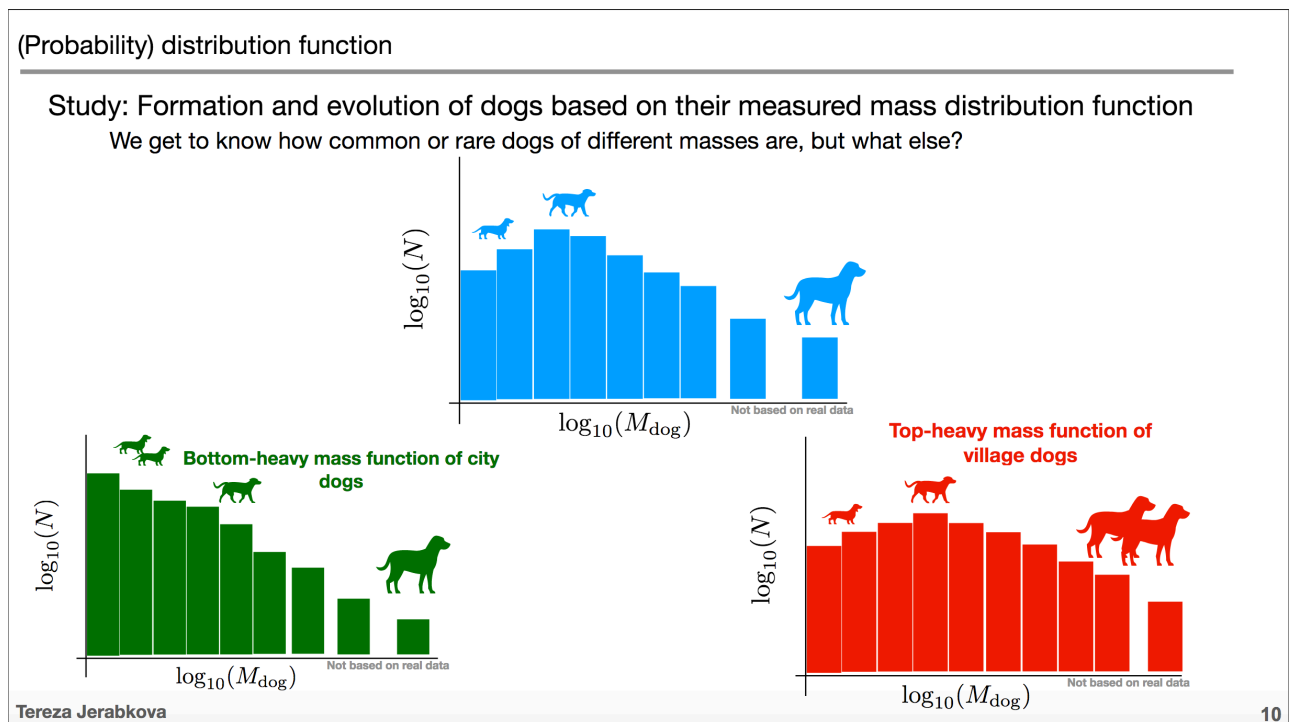 (Probability) distribution function
Study: Formation and evolution of dogs based on their measured mass distribution function
We get to know how common or rare dogs of different masses are, but what else?
log₁₀(N)
Not based on real data
log₁₀(M_dog)
Bottom-heavy mass function of city
dogs
log₁₀(N)
Not based on real data
log₁₀(M_dog)
Top-heavy mass function of
village dogs
log₁₀(N)
Not based on real data
log₁₀(M_dog)
Tereza Jerabkova
10